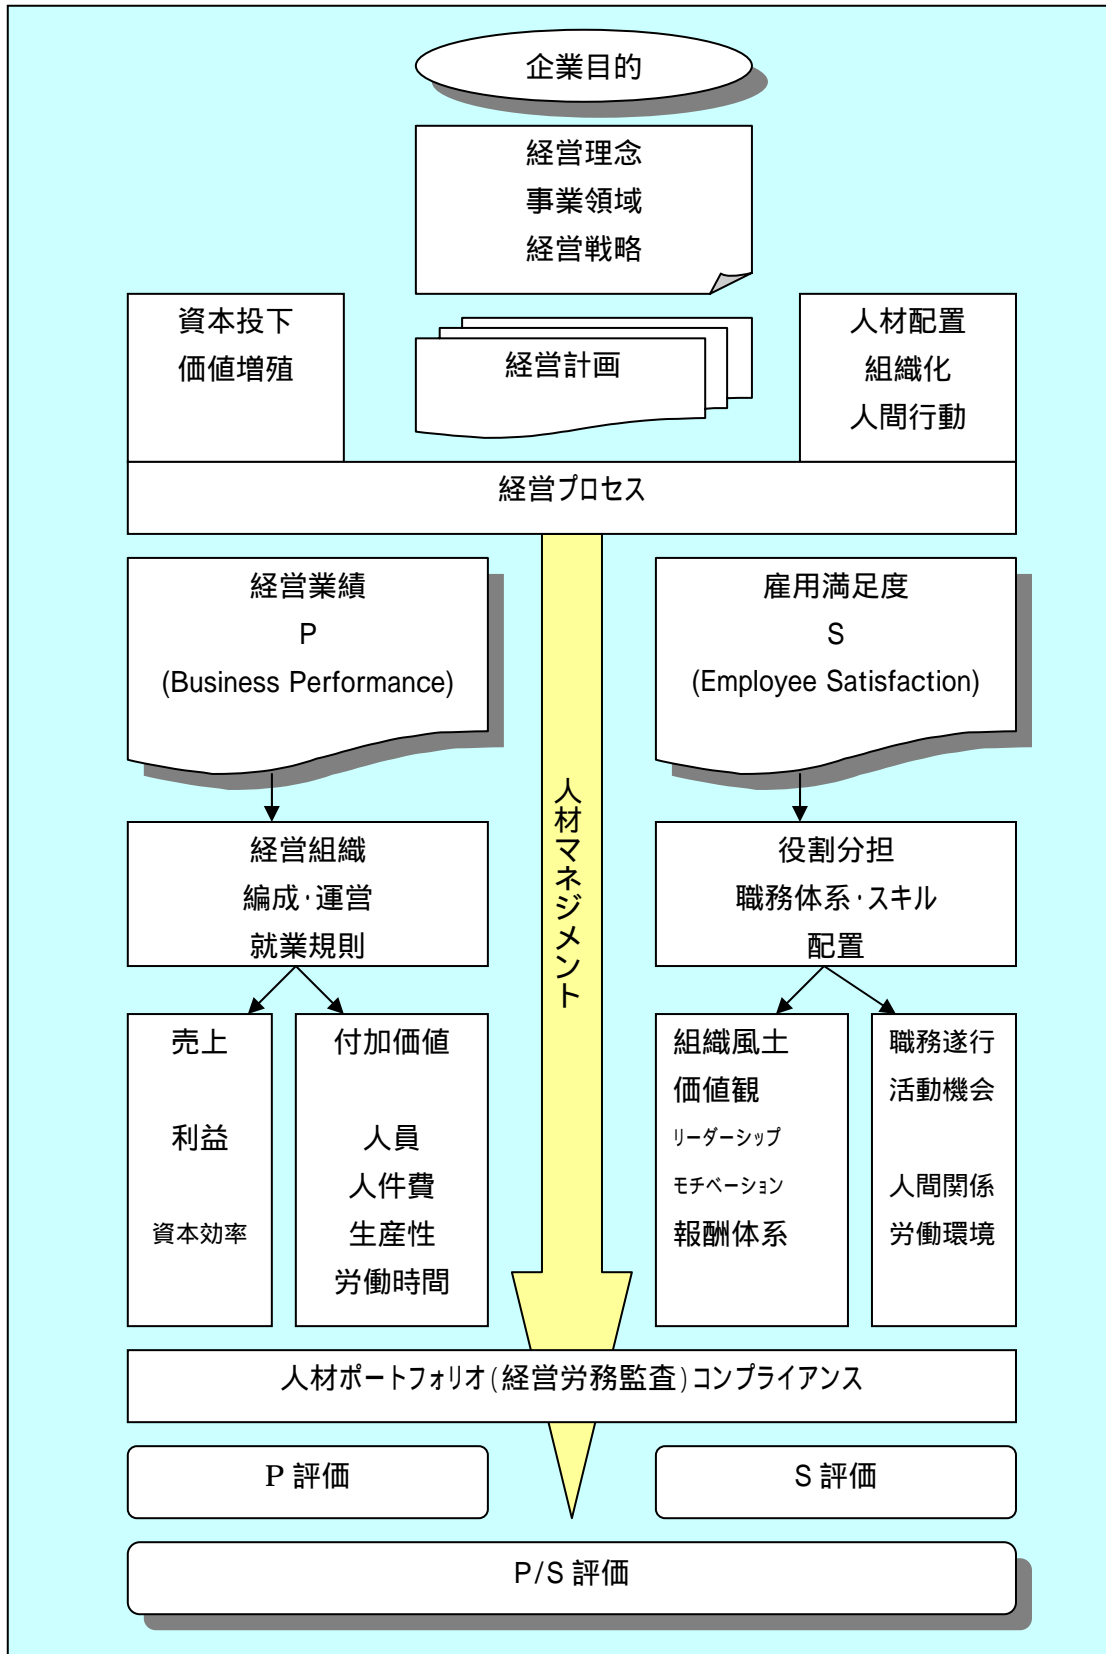 企業目的
経営理念
事業領域
経営戦略
資本投下
価値増殖
経営計画
人材配置
組織化
人間行動
経営プロセス
経営業績
P
(Business Performance)
雇用満足度
S
(Employee Satisfaction)
人材マネジメント
経営組織
編成・運営
就業規則
役割分担
職務体系・スキル
配置
売上
利益
資本効率
付加価値
人員
人件費
生産性
労働時間
組織風土
価値観
リーダーシップ
モチベーション
報酬体系
職務遂行
活動機会
人間関係
労働環境
人材ポートフォリオ(経営労務監査)コンプライアンス
P 評価
S 評価
P/S 評価